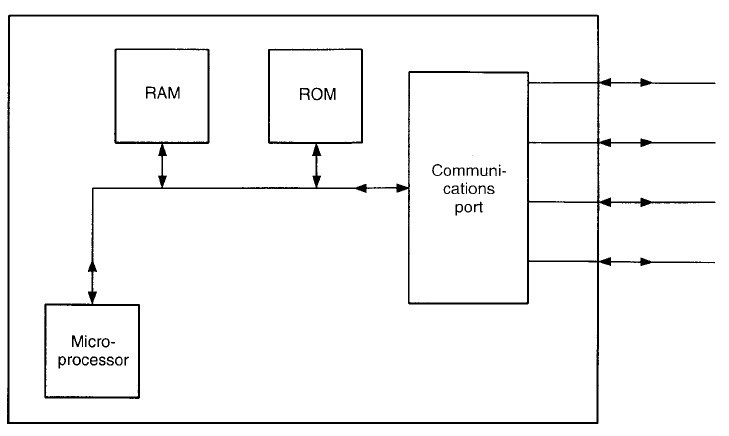 RAM
ROM
Communi-
cations
port
Micro-
processor